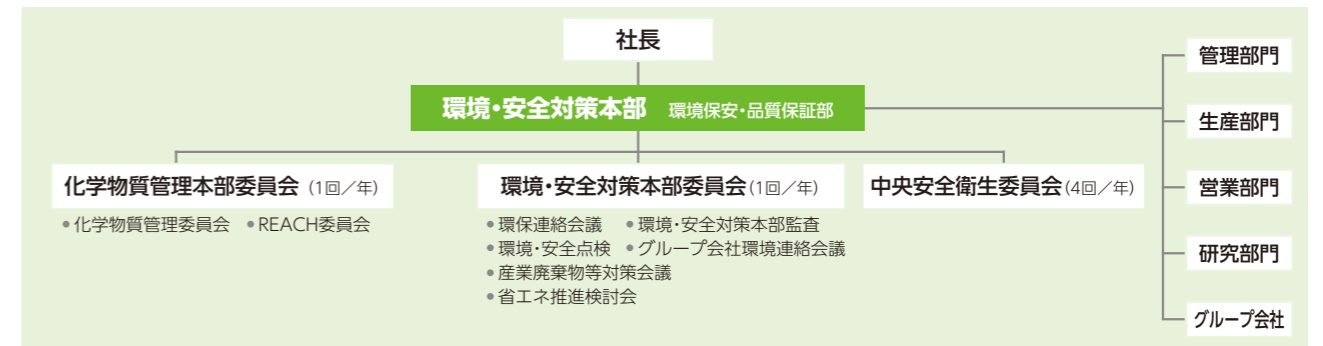 社長
環境・安全対策本部 環境保安・品質保証部
化学物質管理本部委員会 (1回／年)
●化学物質管理委員会 ●REACH委員会
環境・安全対策本部委員会(1回／年)
●環保連絡会議 ●環境・安全対策本部監査
●環境・安全点検 ●グループ会社環境連絡会議
●産業廃棄物等対策会議
●省エネ推進検討会
中央安全衛生委員会(4回／年)
管理部門
生産部門
営業部門
研究部門
グループ会社